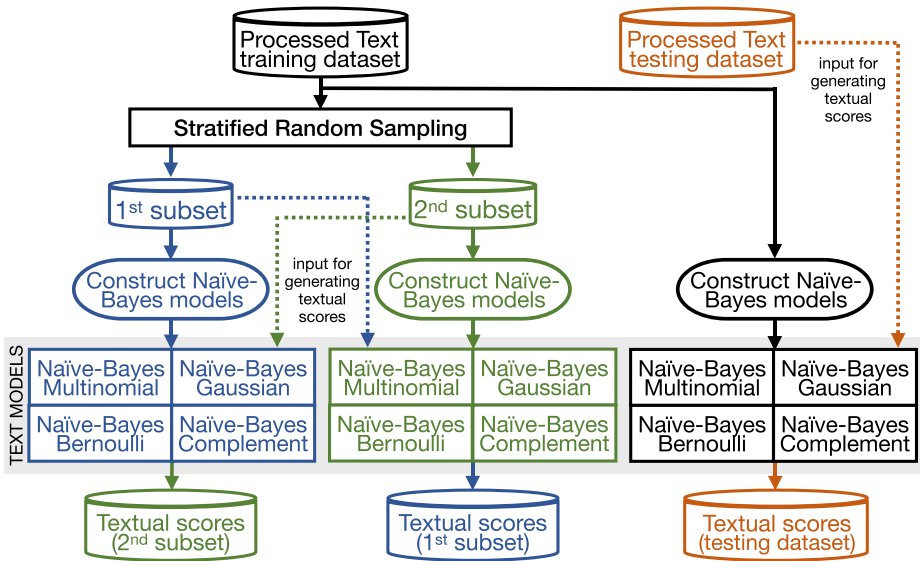 Processed Text
training dataset
Processed Text
testing dataset
input for
generating
textual
scores
Stratified Random Sampling
1st subset
2nd subset
input for
generating
textual
scores
Construct Naïve-
Bayes models
Construct Naïve-
Bayes models
Construct Naïve-
Bayes models
TEXT MODELS
Naïve-Bayes
Multinomial
Naïve-Bayes
Gaussian
Naïve-Bayes
Bernoulli
Naïve-Bayes
Complement
Naïve-Bayes
Multinomial
Naïve-Bayes
Gaussian
Naïve-Bayes
Bernoulli
Naïve-Bayes
Complement
Naïve-Bayes
Multinomial
Naïve-Bayes
Gaussian
Naïve-Bayes
Bernoulli
Naïve-Bayes
Complement
Textual scores
(2nd subset)
Textual scores
(1st subset)
Textual scores
(testing dataset)